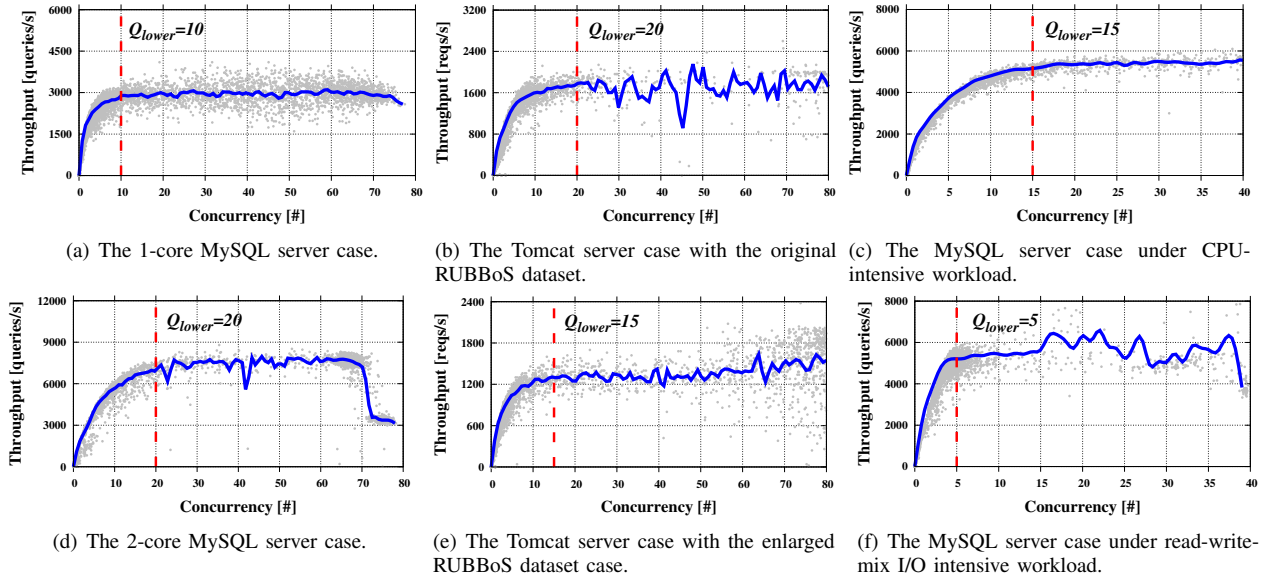 6000
4500
3000
1500
0
Throughput [queries/s]
Q_lower=10
0 10 20 30 40 50 60 70 80
Concurrency [#]
(a) The 1-core MySQL server case.
3200
2400
1600
800
0
Throughput [reqs/s]
Q_lower=20
0 10 20 30 40 50 60 70 80
Concurrency [#]
(b) The Tomcat server case with the original
RUBBoS dataset.
8000
6000
4000
2000
0
Throughput [queries/s]
Q_lower=15
0 5 10 15 20 25 30 35 40
Concurrency [#]
(c) The MySQL server case under CPU-
intensive workload.
12000
9000
6000
3000
0
Throughput [queries/s]
Q_lower=20
0 10 20 30 40 50 60 70 80
Concurrency [#]
(d) The 2-core MySQL server case.
2400
1800
1200
600
0
Throughput [reqs/s]
Q_lower=15
0 10 20 30 40 50 60 70 80
Concurrency [#]
(e) The Tomcat server case with the enlarged
RUBBoS dataset case.
8000
6000
4000
2000
0
Throughput [queries/s]
Q_lower=5
0 5 10 15 20 25 30 35 40
Concurrency [#]
(f) The MySQL server case under read-write-
mix I/O intensive workload.